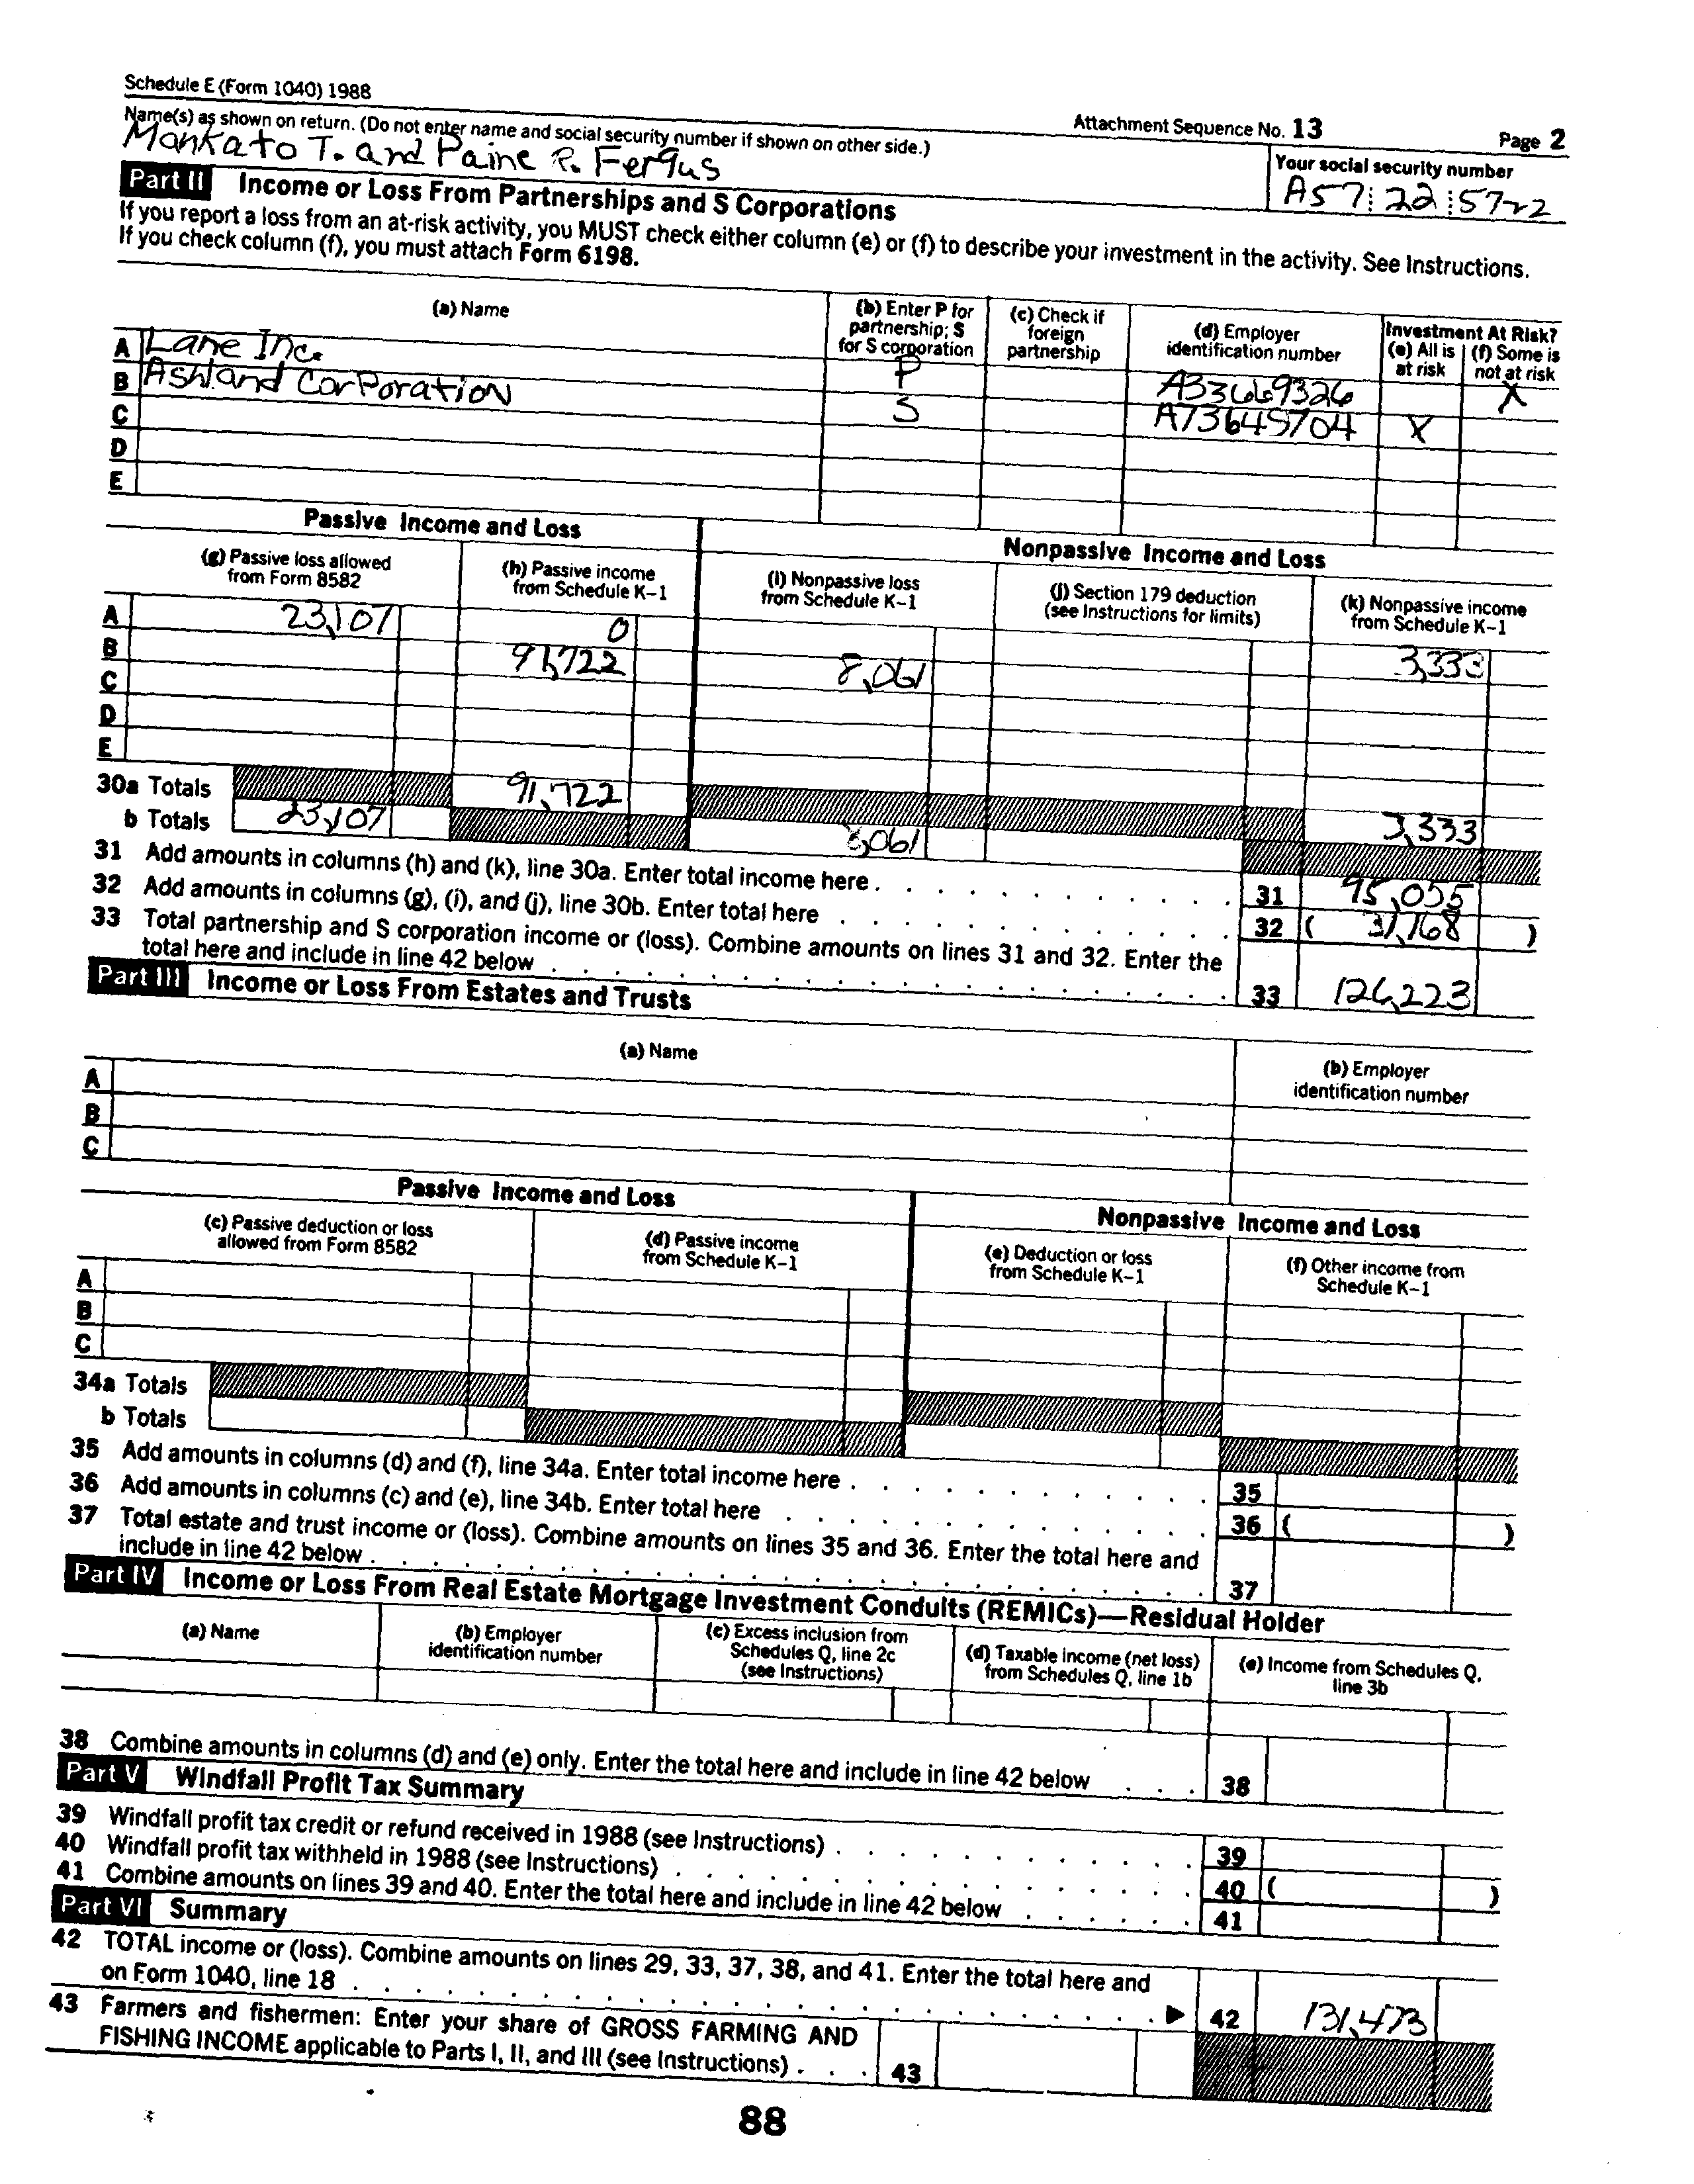 Schedule E (Form 1040) 1988
Attachment Sequence No. 13
Page 2
Name(s) as shown on return. (Do not enter name and social security number if shown on other side.)
Mankato T. and Paine R. Fergus
Your social security number
A57 22 5722
Part II Income or Loss From Partnerships and S Corporations
If you report a loss from an at-risk activity, you MUST check either column (e) or (f) to describe your investment in the activity. See Instructions.
If you check column (f), you must attach Form 6198.
(a) Name
(b) Enter P for partnership; S for S corporation
(c) Check if foreign partnership
(d) Employer identification number
Investment At Risk?
(e) All is at risk
(f) Some is not at risk
A Lane Inc. P A33669326 X
B Ashland Corporation S A73645704 X
C
D
E
Passive Income and Loss
Nonpassive Income and Loss
(g) Passive loss allowed from Form 8582
(h) Passive income from Schedule K-1
(i) Nonpassive loss from Schedule K-1
(j) Section 179 deduction (see Instructions for limits)
(k) Nonpassive income from Schedule K-1
A 23,107 0 3,333
B 91,722 8,061
C
D
E
30a Totals 91,722 3,333
b Totals 23,107 8,061
31 Add amounts in columns (h) and (k), line 30a. Enter total income here . 31 95,055
32 Add amounts in columns (g), (i), and (j), line 30b. Enter total here 32 ( 31,168 )
33 Total partnership and S corporation income or (loss). Combine amounts on lines 31 and 32. Enter the
total here and include in line 42 below 33 126,223
Part III Income or Loss From Estates and Trusts
(a) Name
(b) Employer identification number
A
B
C
Passive Income and Loss
Nonpassive Income and Loss
(c) Passive deduction or loss allowed from Form 8582
(d) Passive income from Schedule K-1
(e) Deduction or loss from Schedule K-1
(f) Other income from Schedule K-1
A
B
C
34a Totals
b Totals
35 Add amounts in columns (d) and (f), line 34a. Enter total income here . 35
36 Add amounts in columns (c) and (e), line 34b. Enter total here 36 ( )
37 Total estate and trust income or (loss). Combine amounts on lines 35 and 36. Enter the total here and
include in line 42 below . 37
Part IV Income or Loss From Real Estate Mortgage Investment Conduits (REMICs)—Residual Holder
(a) Name
(b) Employer identification number
(c) Excess inclusion from Schedules Q, line 2c (see Instructions)
(d) Taxable income (net loss) from Schedules Q, line 1b
(e) Income from Schedules Q, line 3b
38 Combine amounts in columns (d) and (e) only. Enter the total here and include in line 42 below 38
Part V Windfall Profit Tax Summary
39 Windfall profit tax credit or refund received in 1988 (see Instructions) . 39
40 Windfall profit tax withheld in 1988 (see Instructions) . 40 ( )
41 Combine amounts on lines 39 and 40. Enter the total here and include in line 42 below 41
Part VI Summary
42 TOTAL income or (loss). Combine amounts on lines 29, 33, 37, 38, and 41. Enter the total here and
on Form 1040, line 18 . ▶ 42 131,473
43 Farmers and fishermen: Enter your share of GROSS FARMING AND
FISHING INCOME applicable to Parts I, II, and III (see Instructions) . 43
88